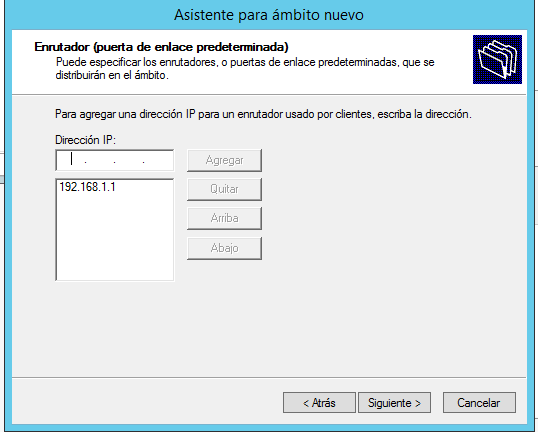 Asistente para ámbito nuevo
Enrutador (puerta de enlace predeterminada)
Puede especificar los enrutadores, o puertas de enlace predeterminadas, que se
distribuirán en el ámbito.
Para agregar una dirección IP para un enrutador usado por clientes, escriba la dirección.
Dirección IP:
. . .
Agregar
192.168.1.1
Quitar
Arriba
Abajo
< Atrás
Siguiente >
Cancelar